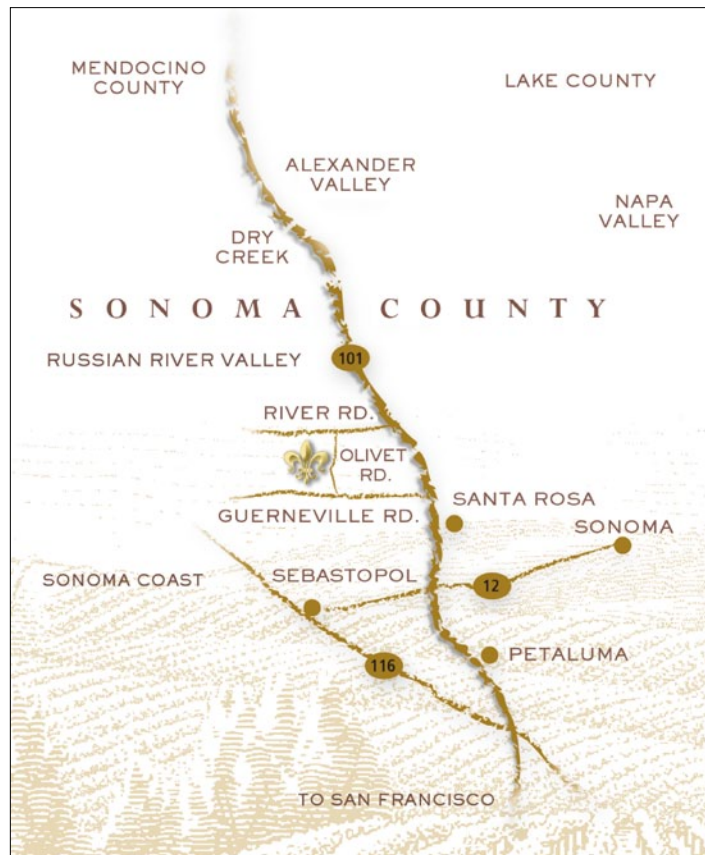 MENDOCINO
COUNTY
LAKE COUNTY
ALEXANDER
VALLEY
NAPA
VALLEY
DRY
CREEK
SONOMA COUNTY
RUSSIAN RIVER VALLEY
101
RIVER RD.
OLIVET
RD.
SANTA ROSA
GUERNEVILLE RD.
SONOMA
SONOMA COAST
SEBASTOPOL
12
PETALUMA
116
TO SAN FRANCISCO